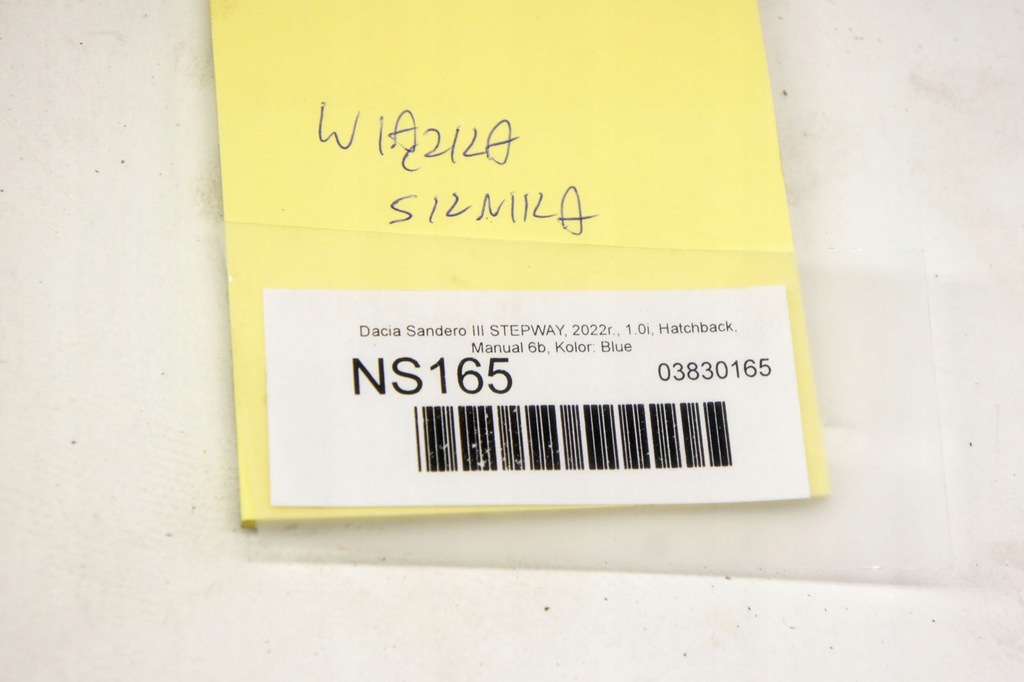 WIĄZKA
SILNIKA
Dacia Sandero III STEPWAY, 2022r., 1.0i, Hatchback,
Manual 6b, Kolor: Blue
NS165
03830165